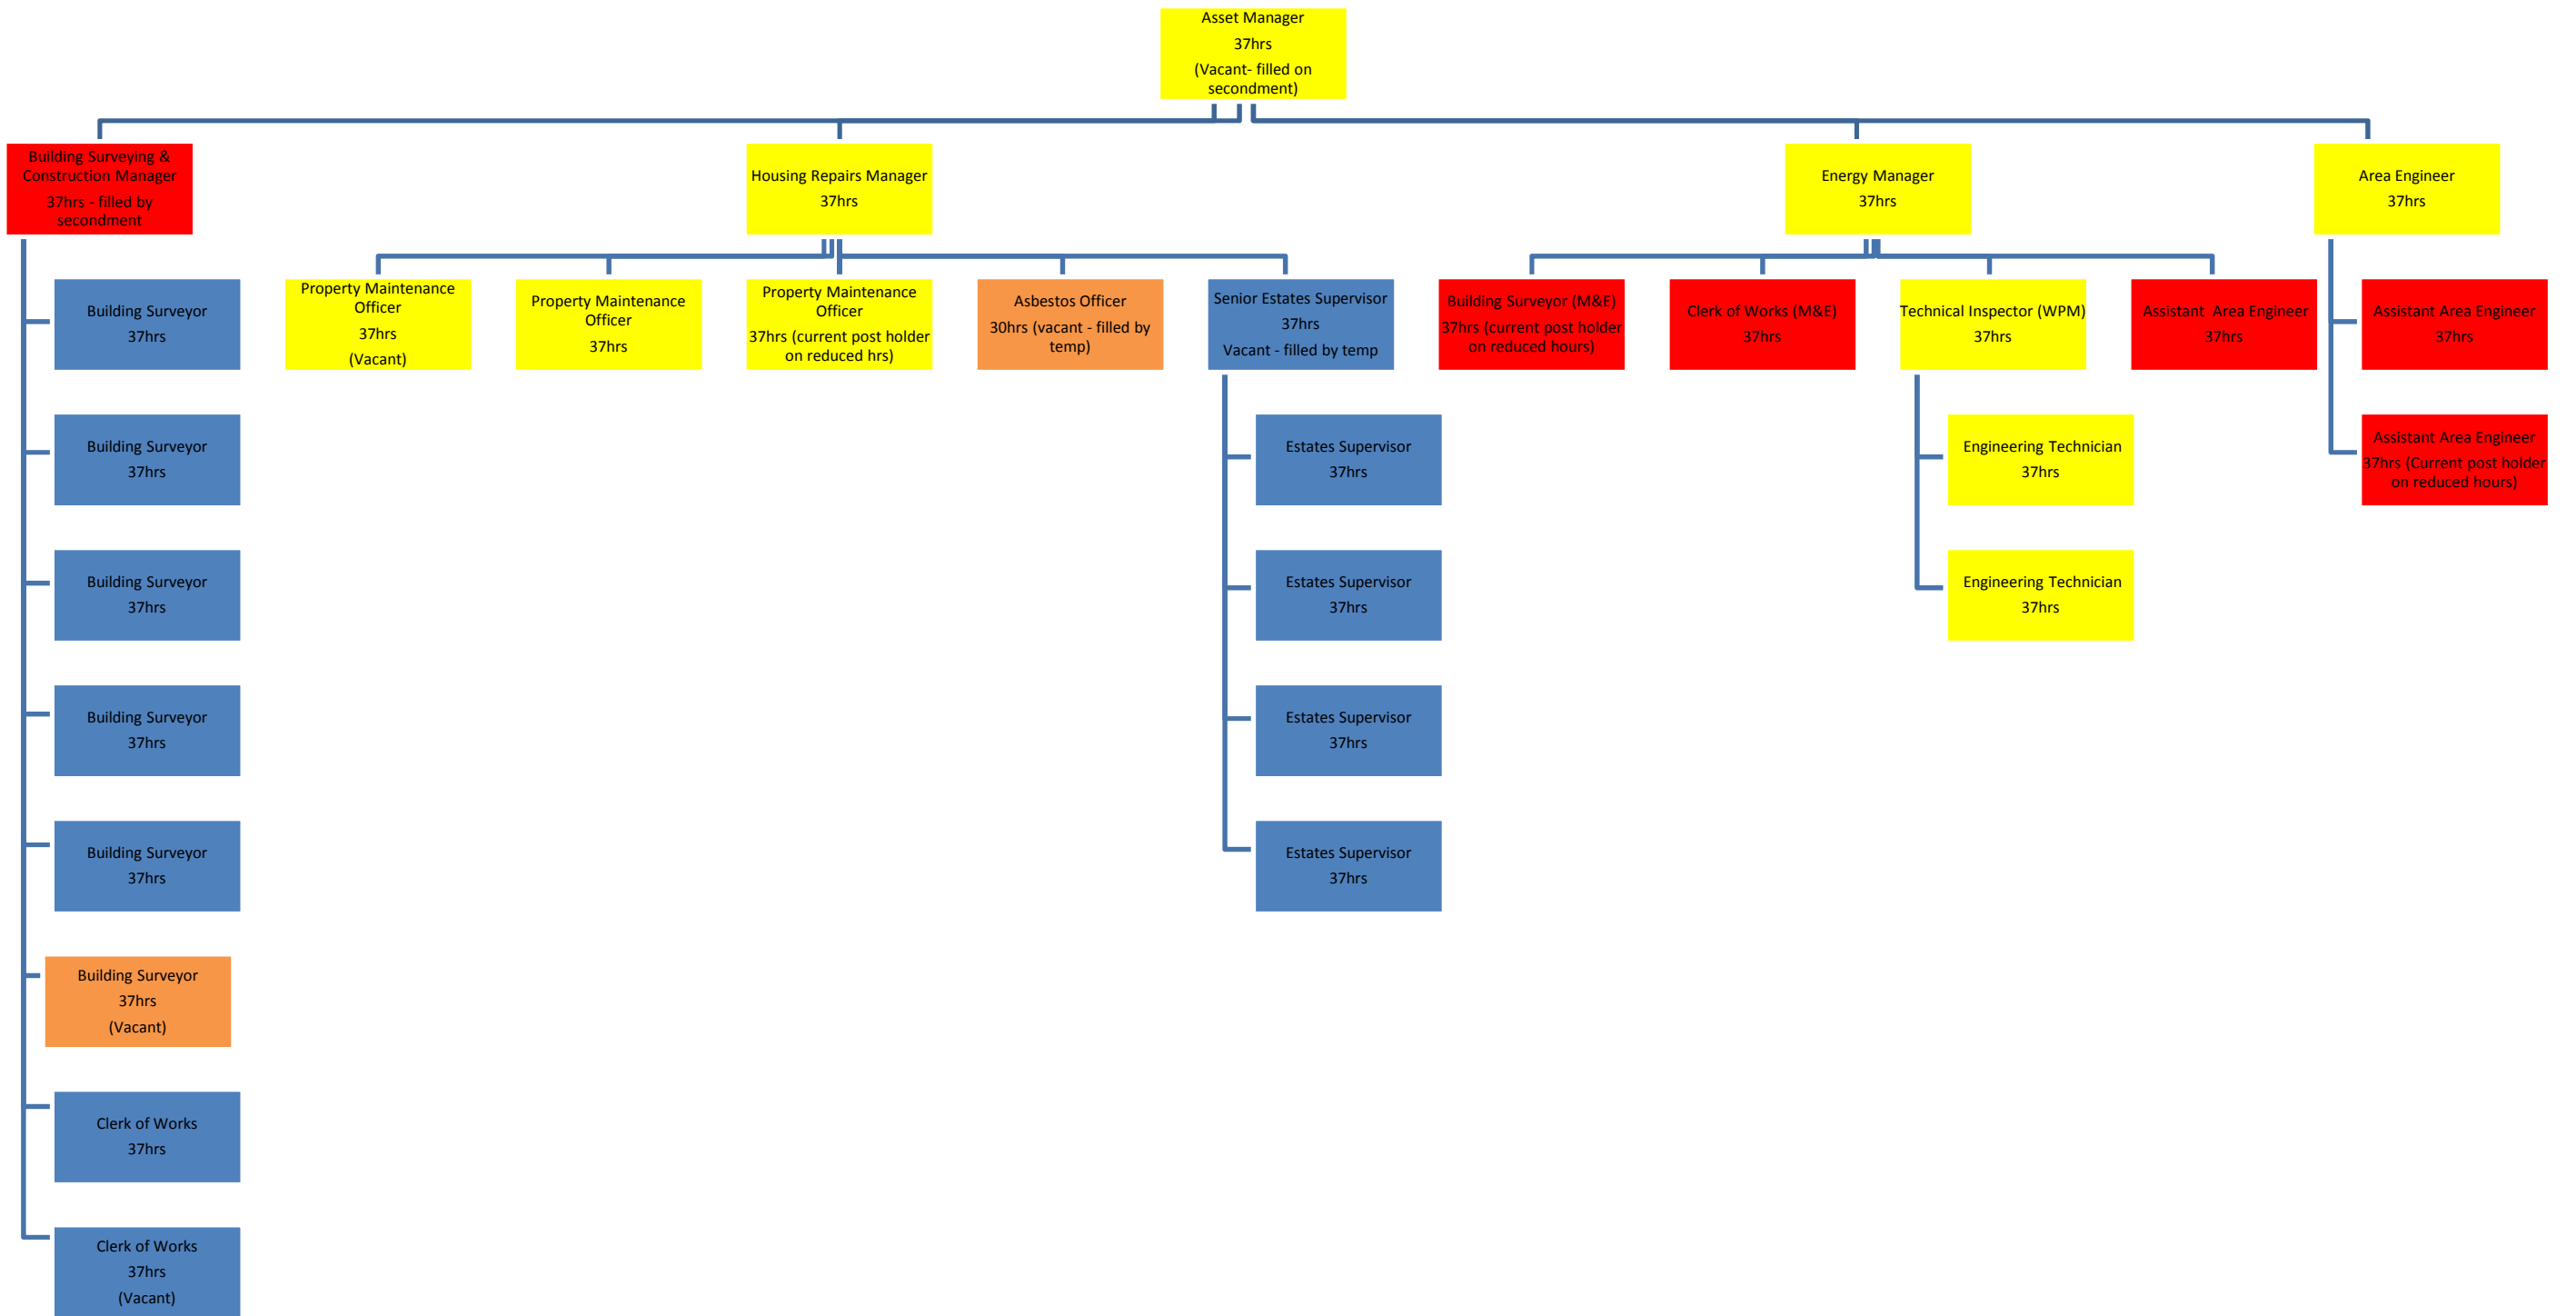 Asset Manager
37hrs
(Vacant- filled on
secondment)
Building Surveying &
Construction Manager
37hrs - filled by
secondment
Housing Repairs Manager
37hrs
Energy Manager
37hrs
Area Engineer
37hrs
Building Surveyor
37hrs
Property Maintenance
Officer
37hrs
(Vacant)
Property Maintenance
Officer
37hrs
Property Maintenance
Officer
37hrs (current post holder
on reduced hrs)
Asbestos Officer
30hrs (vacant - filled by
temp)
Senior Estates Supervisor
37hrs
Vacant - filled by temp
Building Surveyor (M&E)
37hrs (current post holder
on reduced hours)
Clerk of Works (M&E)
37hrs
Technical Inspector (WPM)
37hrs
Assistant  Area Engineer
37hrs
Assistant Area Engineer
37hrs
Building Surveyor
37hrs
Estates Supervisor
37hrs
Engineering Technician
37hrs
Assistant Area Engineer
37hrs (Current post holder
on reduced hours)
Building Surveyor
37hrs
Estates Supervisor
37hrs
Engineering Technician
37hrs
Building Surveyor
37hrs
Estates Supervisor
37hrs
Building Surveyor
37hrs
Estates Supervisor
37hrs
Building Surveyor
37hrs
(Vacant)
Clerk of Works
37hrs
Clerk of Works
37hrs
(Vacant)